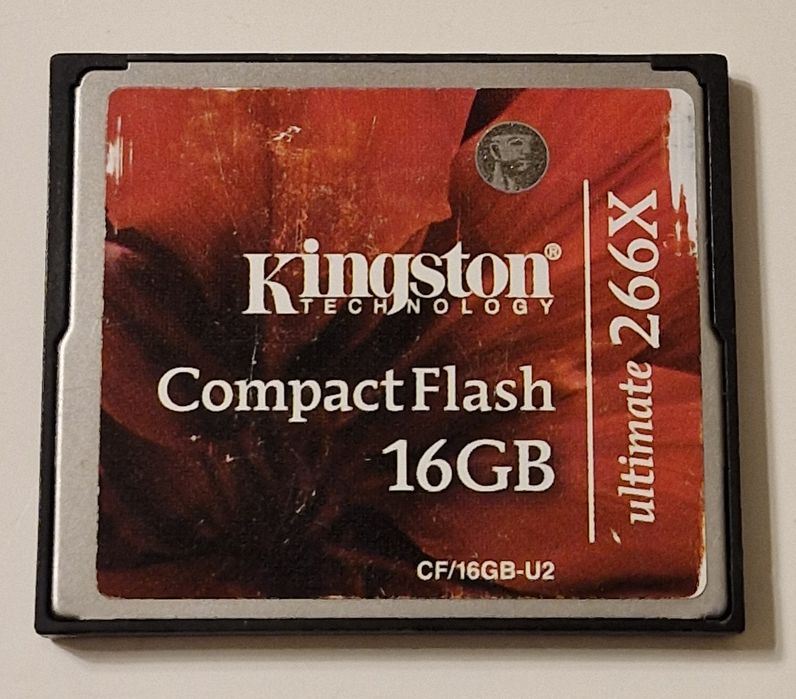 Kingston®
TECHNOLOGY
CompactFlash
16GB
CF/16GB-U2
ultimate 266X